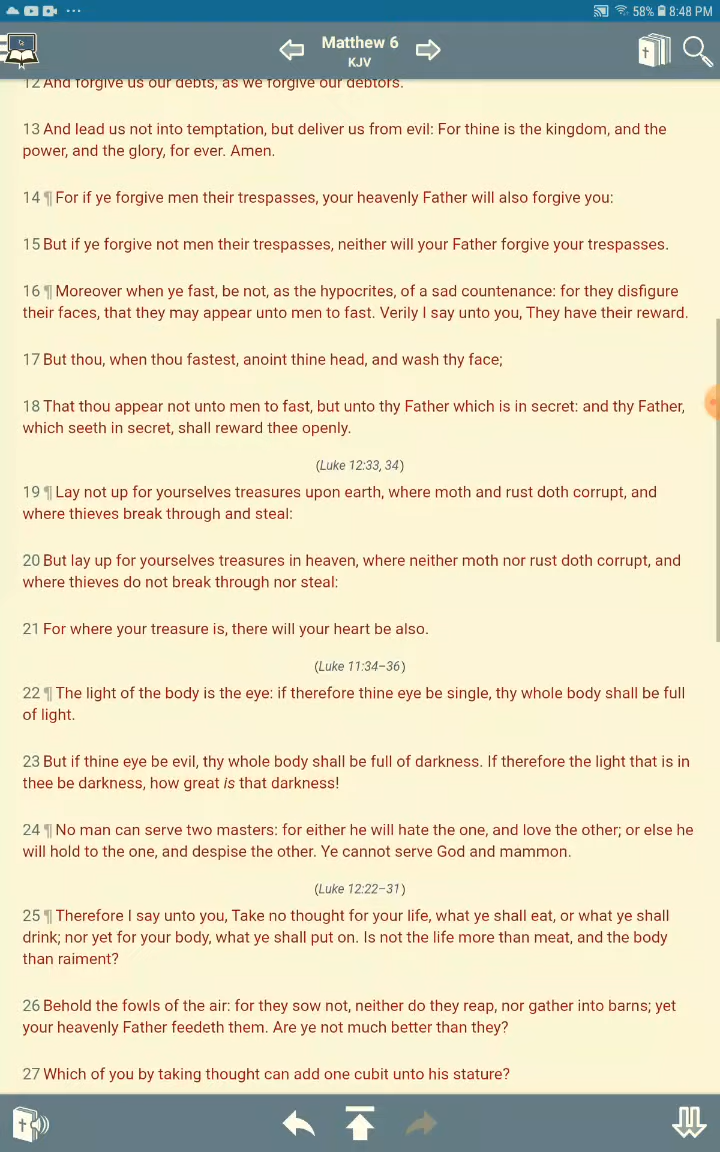 58% 8:48 PM
Matthew 6
KJV
12 And forgive us our debts, as we forgive our debtors.
13 And lead us not into temptation, but deliver us from evil: For thine is the kingdom, and the
power, and the glory, for ever. Amen.
14 ¶ For if ye forgive men their trespasses, your heavenly Father will also forgive you:
15 But if ye forgive not men their trespasses, neither will your Father forgive your trespasses.
16 ¶ Moreover when ye fast, be not, as the hypocrites, of a sad countenance: for they disfigure
their faces, that they may appear unto men to fast. Verily I say unto you, They have their reward.
17 But thou, when thou fastest, anoint thine head, and wash thy face;
18 That thou appear not unto men to fast, but unto thy Father which is in secret: and thy Father,
which seeth in secret, shall reward thee openly.
(Luke 12:33, 34)
19 ¶ Lay not up for yourselves treasures upon earth, where moth and rust doth corrupt, and
where thieves break through and steal:
20 But lay up for yourselves treasures in heaven, where neither moth nor rust doth corrupt, and
where thieves do not break through nor steal:
21 For where your treasure is, there will your heart be also.
(Luke 11:34–36)
22 ¶ The light of the body is the eye: if therefore thine eye be single, thy whole body shall be full
of light.
23 But if thine eye be evil, thy whole body shall be full of darkness. If therefore the light that is in
thee be darkness, how great is that darkness!
24 ¶ No man can serve two masters: for either he will hate the one, and love the other; or else he
will hold to the one, and despise the other. Ye cannot serve God and mammon.
(Luke 12:22–31)
25 ¶ Therefore I say unto you, Take no thought for your life, what ye shall eat, or what ye shall
drink; nor yet for your body, what ye shall put on. Is not the life more than meat, and the body
than raiment?
26 Behold the fowls of the air: for they sow not, neither do they reap, nor gather into barns; yet
your heavenly Father feedeth them. Are ye not much better than they?
27 Which of you by taking thought can add one cubit unto his stature?